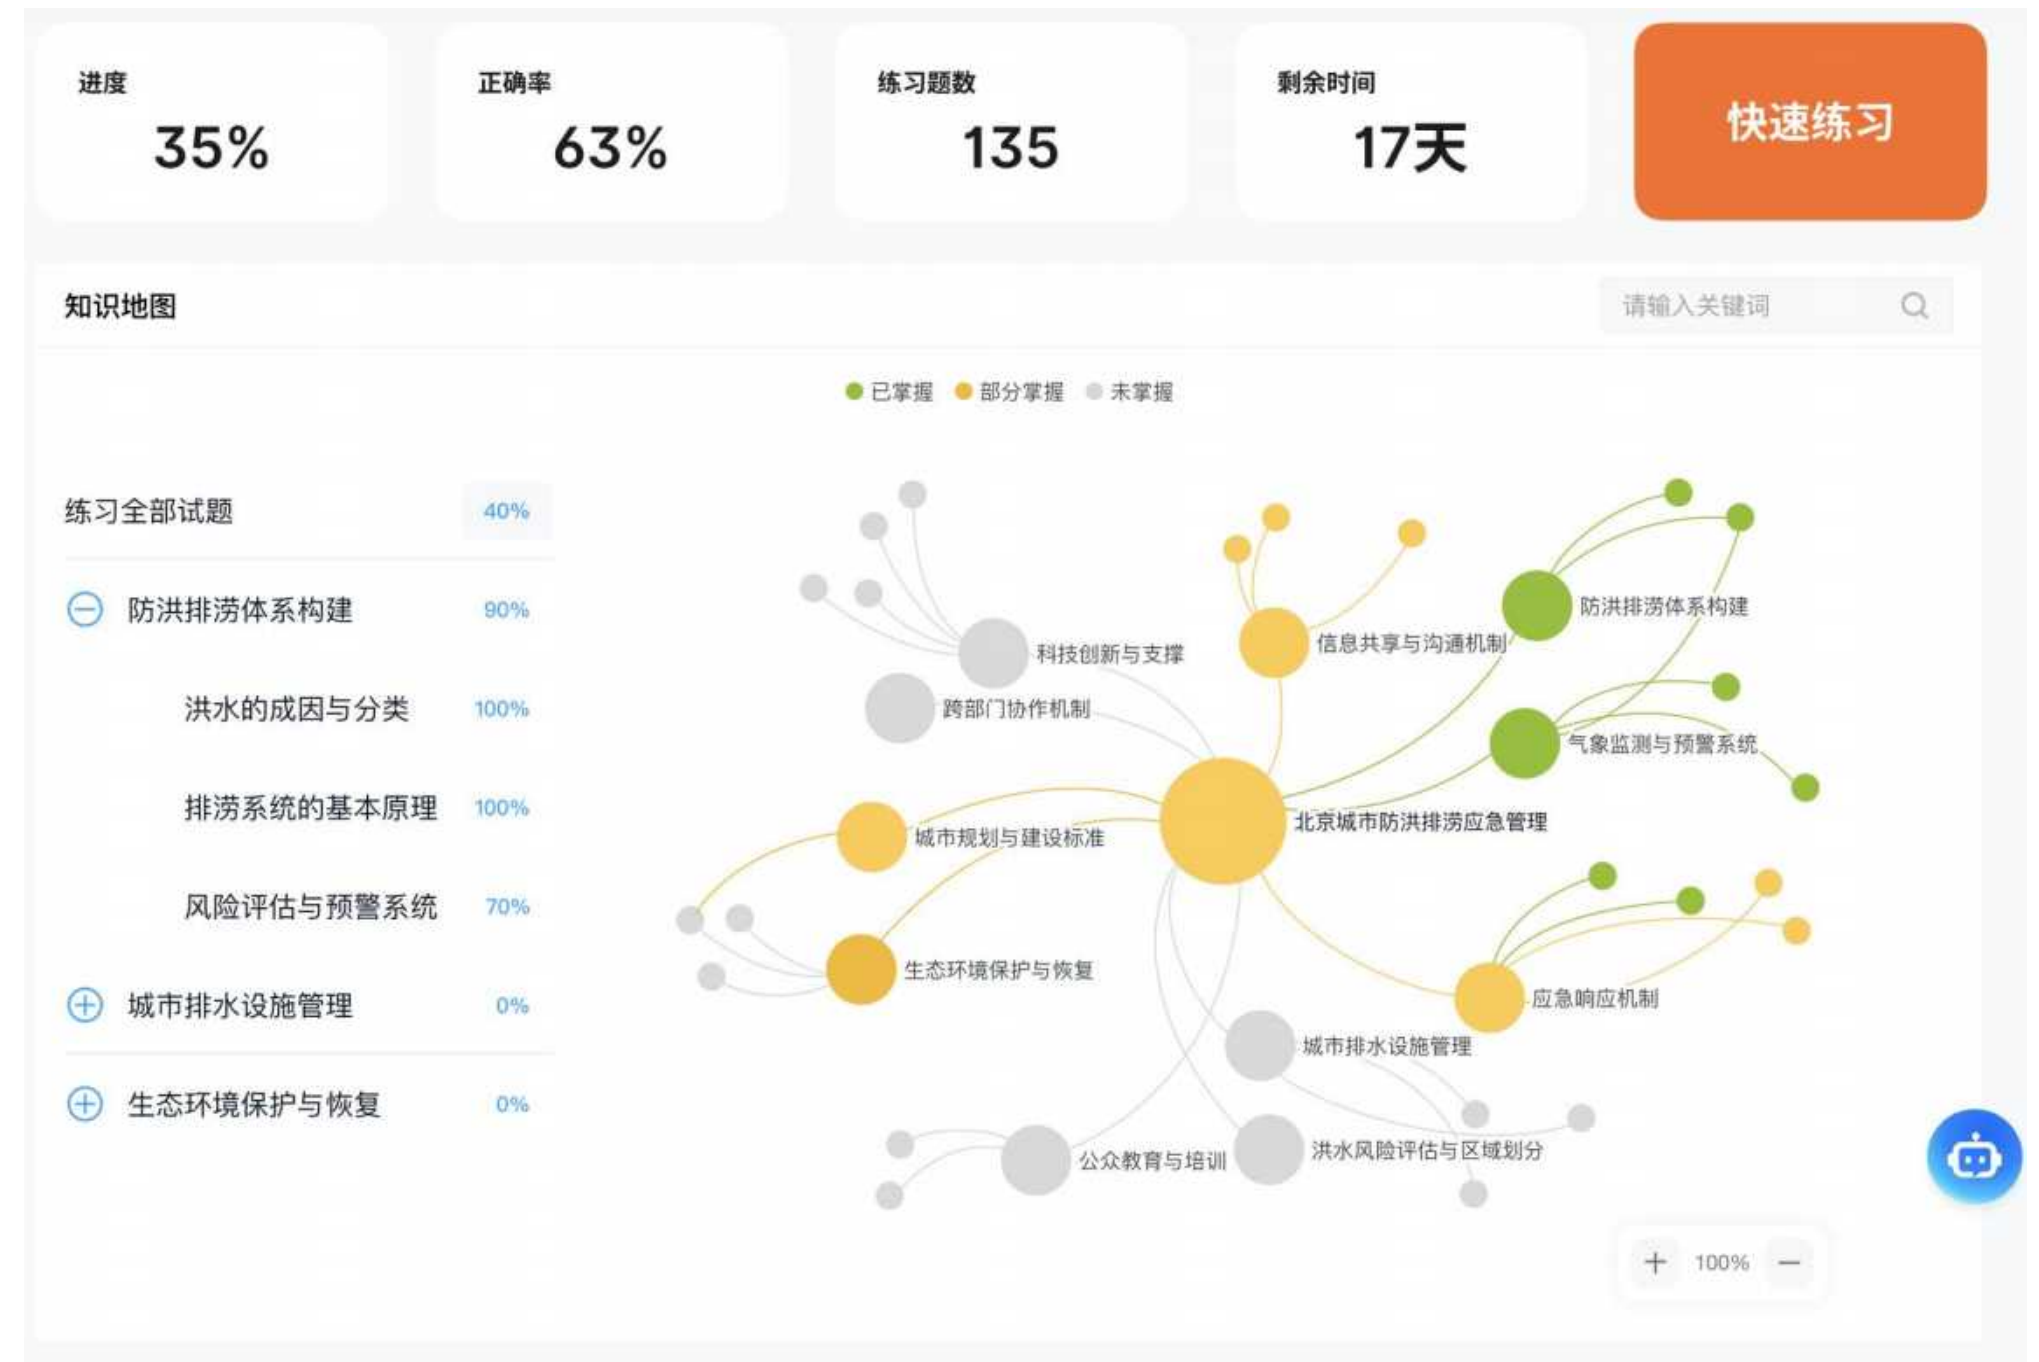 进度
35%
正确率
63%
练习题数
135
剩余时间
17天
快速练习
知识地图
请输入关键词
已掌握
部分掌握
未掌握
练习全部试题 40%
防洪排涝体系构建 90%
洪水的成因与分类 100%
排涝系统的基本原理 100%
风险评估与预警系统 70%
城市排水设施管理 0%
生态环境保护与恢复 0%
防洪排涝体系构建
信息共享与沟通机制
科技创新与支撑
跨部门协作机制
气象监测与预警系统
北京城市防洪排涝应急管理
城市规划与建设标准
生态环境保护与恢复
应急响应机制
城市排水设施管理
洪水风险评估与区域划分
公众教育与培训
+ 100% −